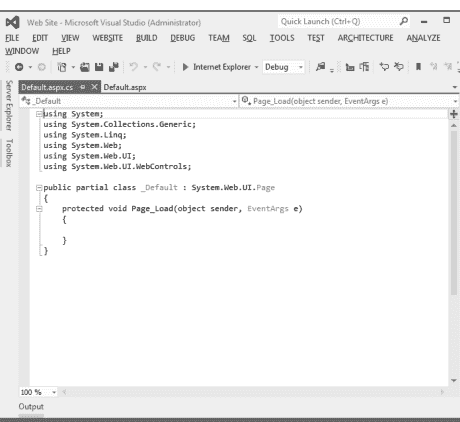 Web Site - Microsoft Visual Studio (Administrator)
Quick Launch (Ctrl+Q)
FILE EDIT VIEW WEBSITE BUILD DEBUG TEAM SQL TOOLS TEST ARCHITECTURE ANALYZE
WINDOW HELP
Internet Explorer Debug
Server Explorer
Toolbox
Default.aspx.cs Default.aspx
_Default Page_Load(object sender, EventArgs e)
using System;
using System.Collections.Generic;
using System.Linq;
using System.Web;
using System.Web.UI;
using System.Web.UI.WebControls;
public partial class _Default : System.Web.UI.Page
{
protected void Page_Load(object sender, EventArgs e)
{
}
}
100 %
Output